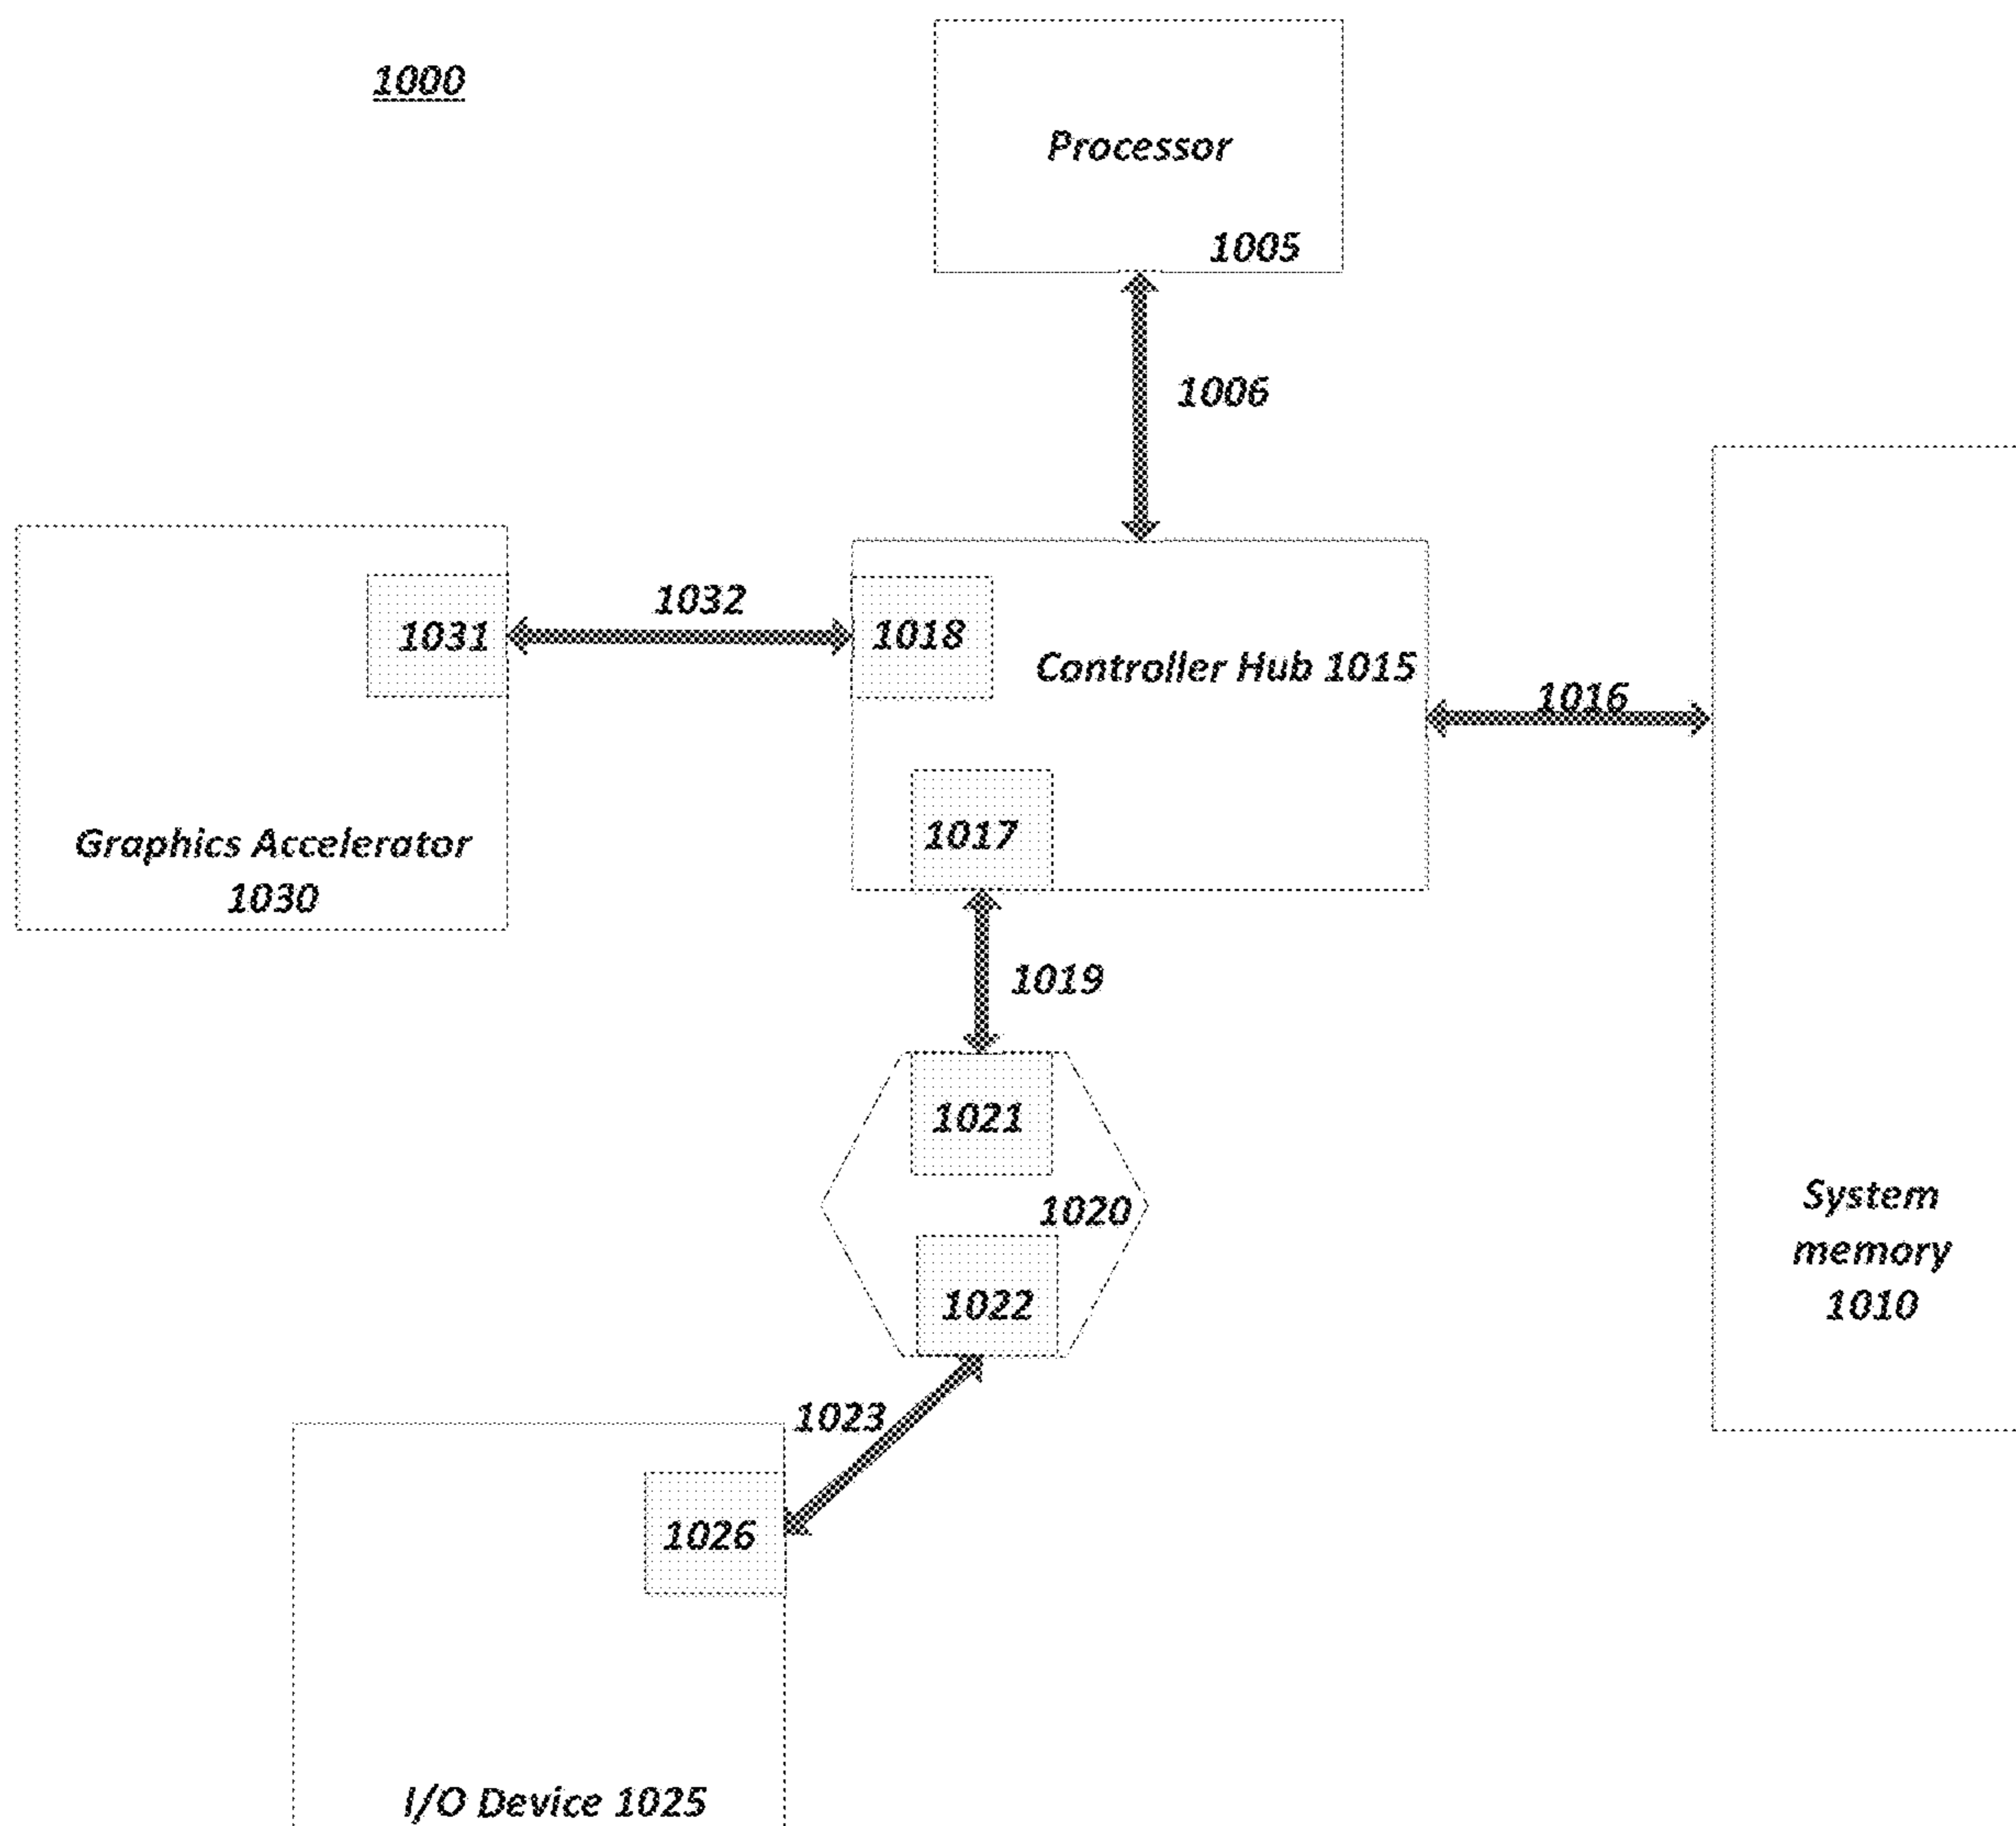 1000
Processor
1005
1006
1032
1031
1018
Controller Hub 1015
1016
1017
Graphics Accelerator
1030
1019
1021
1020
1022
System
memory
1010
1023
1026
I/O Device 1025